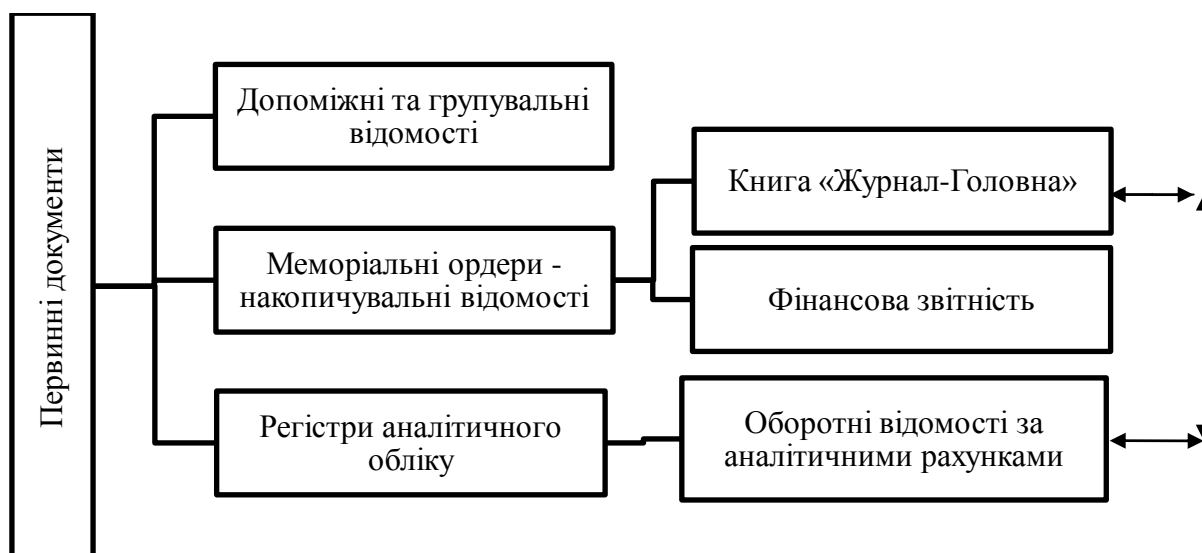 Первинні документи
Допоміжні та групувальні
відомості
Меморіальні ордери -
накопичувальні відомості
Регістри аналітичного
обліку
Книга «Журнал-Головна»
Фінансова звітність
Оборотні відомості за
аналітичними рахунками